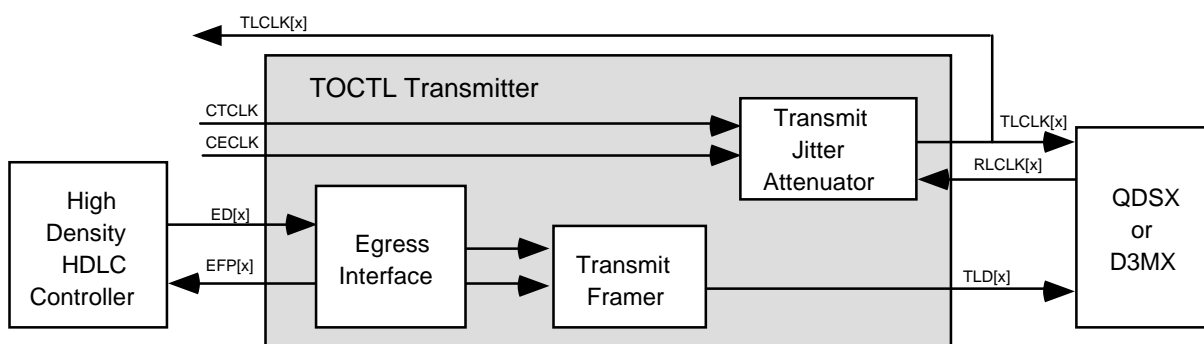 TLCLK[x]
TOCTL Transmitter
CTCLK
CECLK
Transmit
Jitter
Attenuator
TLCLK[x]
RLCLK[x]
High
Density
HDLC
Controller
ED[x]
EFP[x]
Egress
Interface
Transmit
Framer
TLD[x]
QDSX
or
D3MX